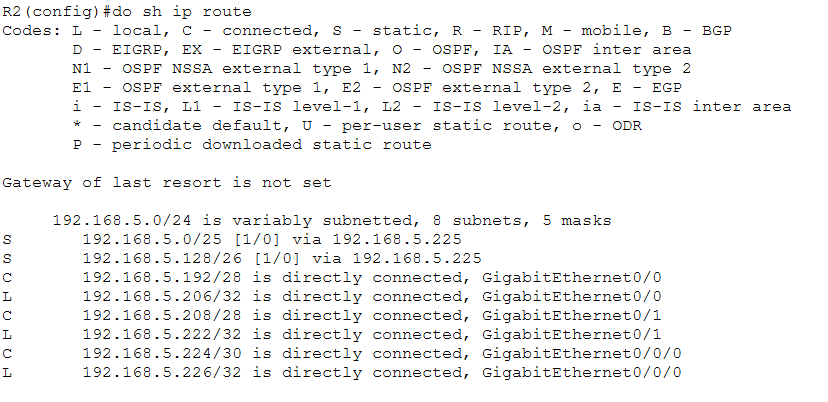 R2(config)#do sh ip route
Codes: L - local, C - connected, S - static, R - RIP, M - mobile, B - BGP
D - EIGRP, EX - EIGRP external, O - OSPF, IA - OSPF inter area
N1 - OSPF NSSA external type 1, N2 - OSPF NSSA external type 2
E1 - OSPF external type 1, E2 - OSPF external type 2, E - EGP
i - IS-IS, L1 - IS-IS level-1, L2 - IS-IS level-2, ia - IS-IS inter area
* - candidate default, U - per-user static route, o - ODR
P - periodic downloaded static route
Gateway of last resort is not set
192.168.5.0/24 is variably subnetted, 8 subnets, 5 masks
S 192.168.5.0/25 [1/0] via 192.168.5.225
S 192.168.5.128/26 [1/0] via 192.168.5.225
C 192.168.5.192/28 is directly connected, GigabitEthernet0/0
L 192.168.5.206/32 is directly connected, GigabitEthernet0/0
C 192.168.5.208/28 is directly connected, GigabitEthernet0/1
L 192.168.5.222/32 is directly connected, GigabitEthernet0/1
C 192.168.5.224/30 is directly connected, GigabitEthernet0/0/0
L 192.168.5.226/32 is directly connected, GigabitEthernet0/0/0